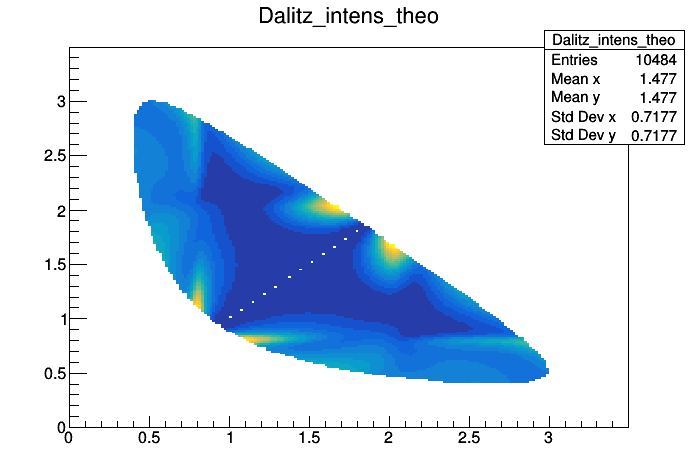 Dalitz_intens_theo
Dalitz_intens_theo
Entries 10484
Mean x 1.477
Mean y 1.477
Std Dev x 0.7177
Std Dev y 0.7177
3
2.5
2
1.5
1
0.5
0
0 0.5 1 1.5 2 2.5 3